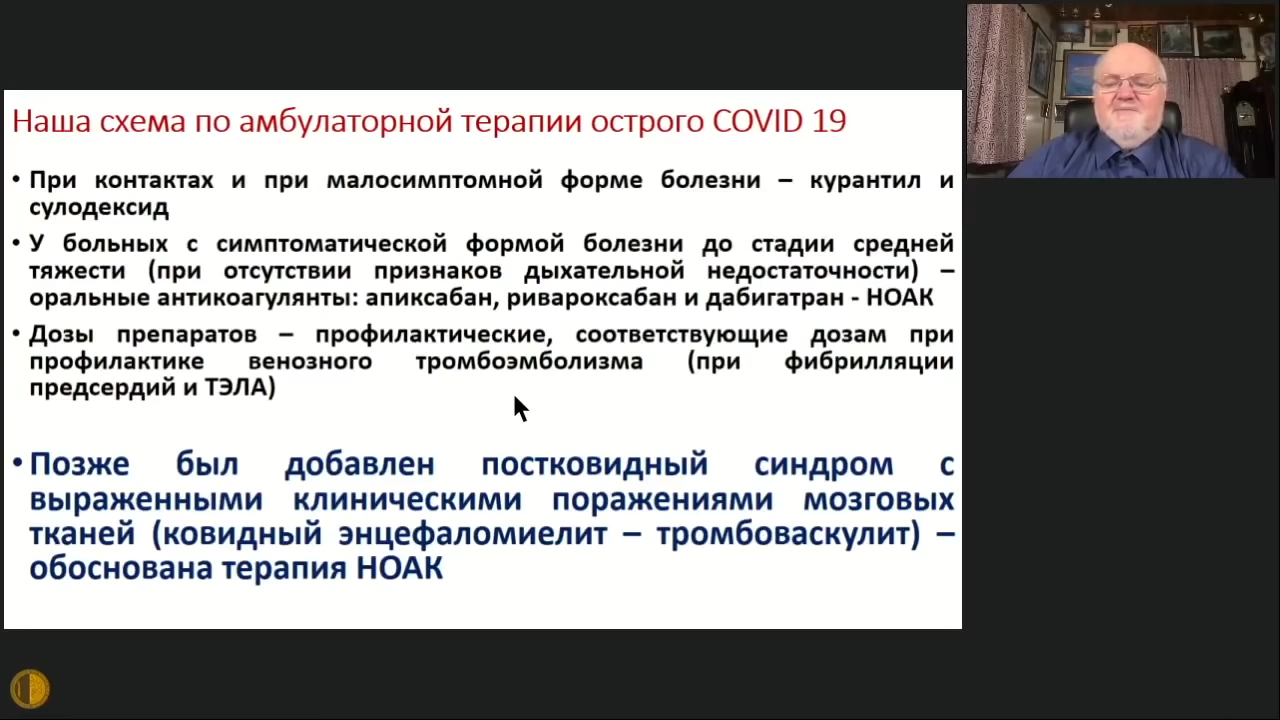 Наша схема по амбулаторной терапии острого COVID 19
• При контактах и при малосимптомной форме болезни – курантил и
сулодексид
• У больных с симптоматической формой болезни до стадии средней
тяжести (при отсутствии признаков дыхательной недостаточности) –
оральные антикоагулянты: апиксабан, ривароксабан и дабигатран - НОАК
• Дозы препаратов – профилактические, соответствующие дозам при
профилактике венозного тромбоэмболизма (при фибрилляции
предсердий и ТЭЛА)
• Позже был добавлен постковидный синдром с
выраженными клиническими поражениями мозговых
тканей (ковидный энцефаломиелит – тромбоваскулит) –
обоснована терапия НОАК